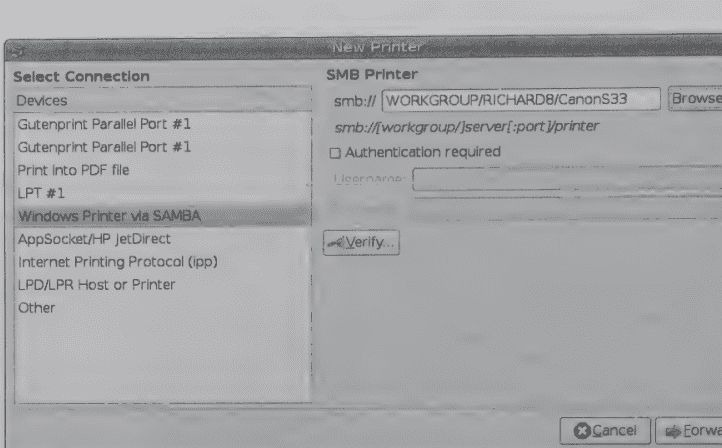 New Printer
Select Connection
Devices
Gutenprint Parallel Port #1
Gutenprint Parallel Port #1
Print into PDF file
LPT #1
Windows Printer via SAMBA
AppSocket/HP JetDirect
Internet Printing Protocol (ipp)
LPD/LPR Host or Printer
Other
SMB Printer
smb:// WORKGROUP/RICHARD8/CanonS33 Browse
smb://[workgroup/]server[:port]/printer
Authentication required
Username:
Verify...
Cancel Forwa